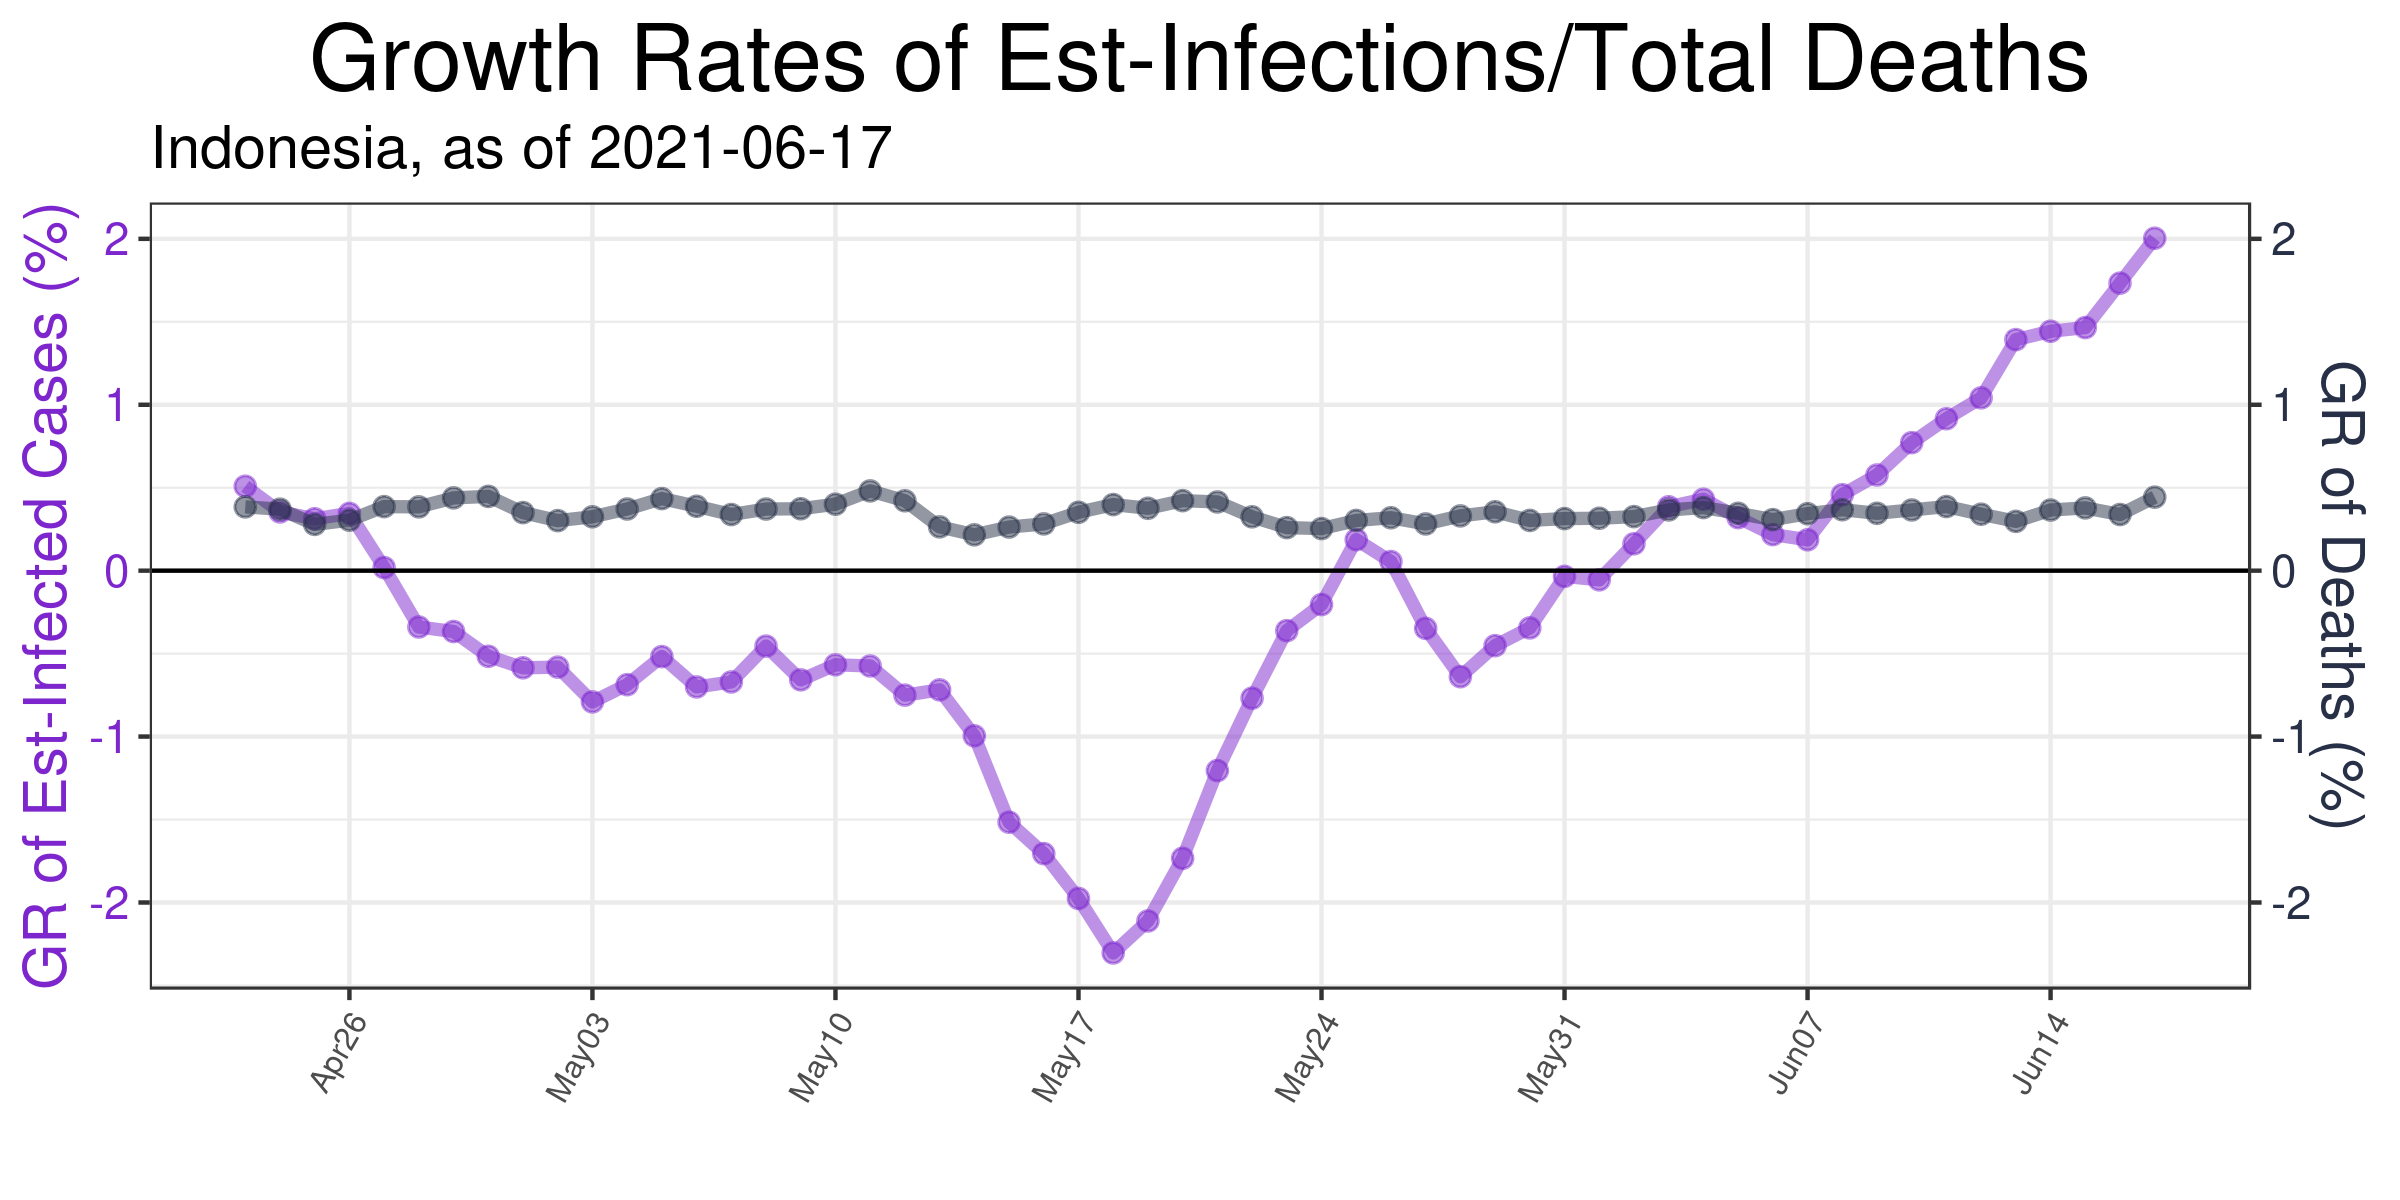 Growth Rates of Est-Infections/Total Deaths
Indonesia, as of 2021-06-17
GR of Est-Infected Cases (%)
2
1
0
-1
-2
2
1
0
-1
-2
GR of Deaths (%)
Apr26
May03
May10
May17
May24
May31
Jun07
Jun14